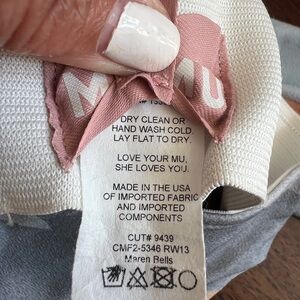 MU
DRY CLEAN OR
HAND WASH COLD.
LAY FLAT TO DRY.
LOVE YOUR MU,
SHE LOVES YOU.
MADE IN THE USA
OF IMPORTED FABRIC
AND IMPORTED
COMPONENTS
CUT# 9439
CMF2-5346 RW13
Maren Bells